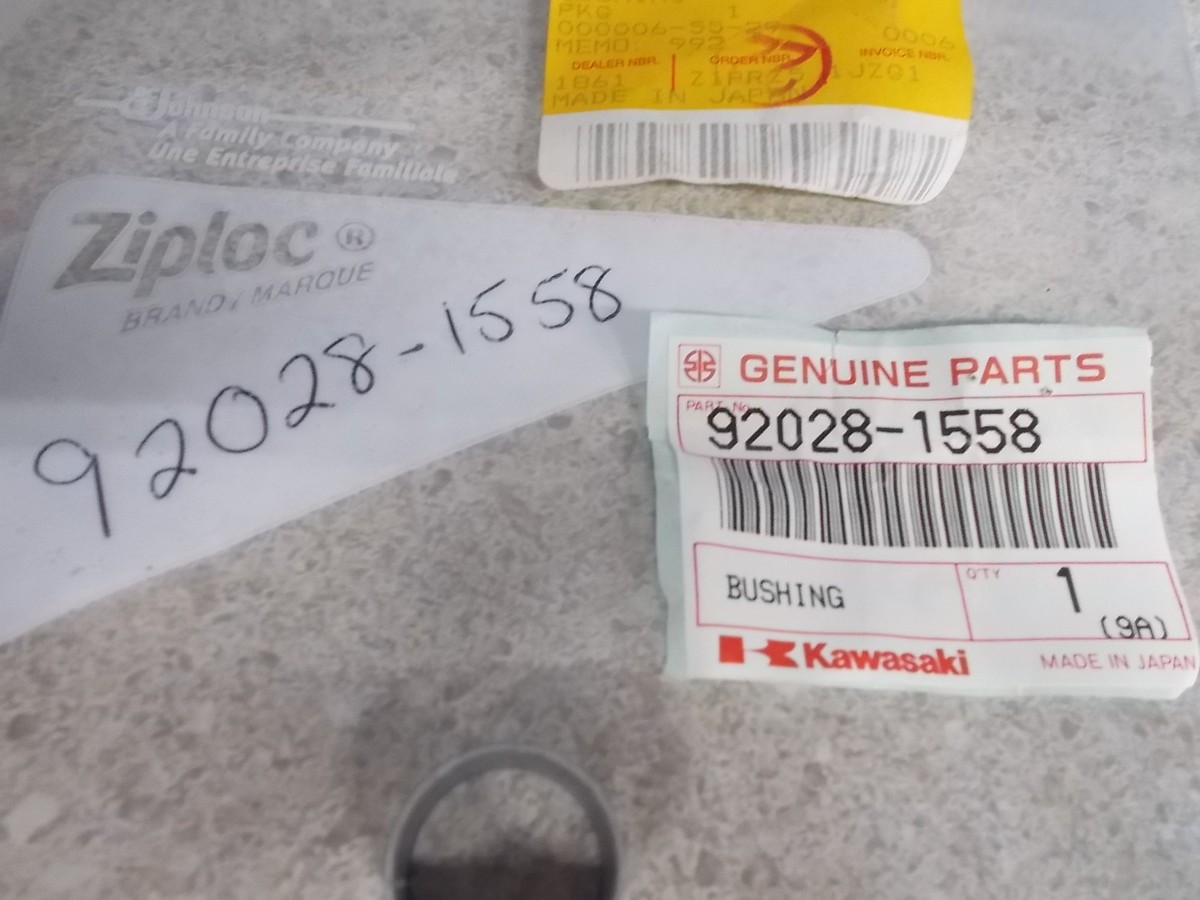 PKG 1
000006-55-29 0006
MEMO: 992
DEALER NBR. ORDER NBR. INVOICE NBR.
1861 1JZ01
MADE IN JAPAN
Johnson
A Family Company
Une Entreprise Familiale
Ziploc ®
BRAND/MARQUE
92028-1558
GENUINE PARTS
PART No.
92028-1558
BUSHING
Q'TY 1
(9A)
Kawasaki
MADE IN JAPAN